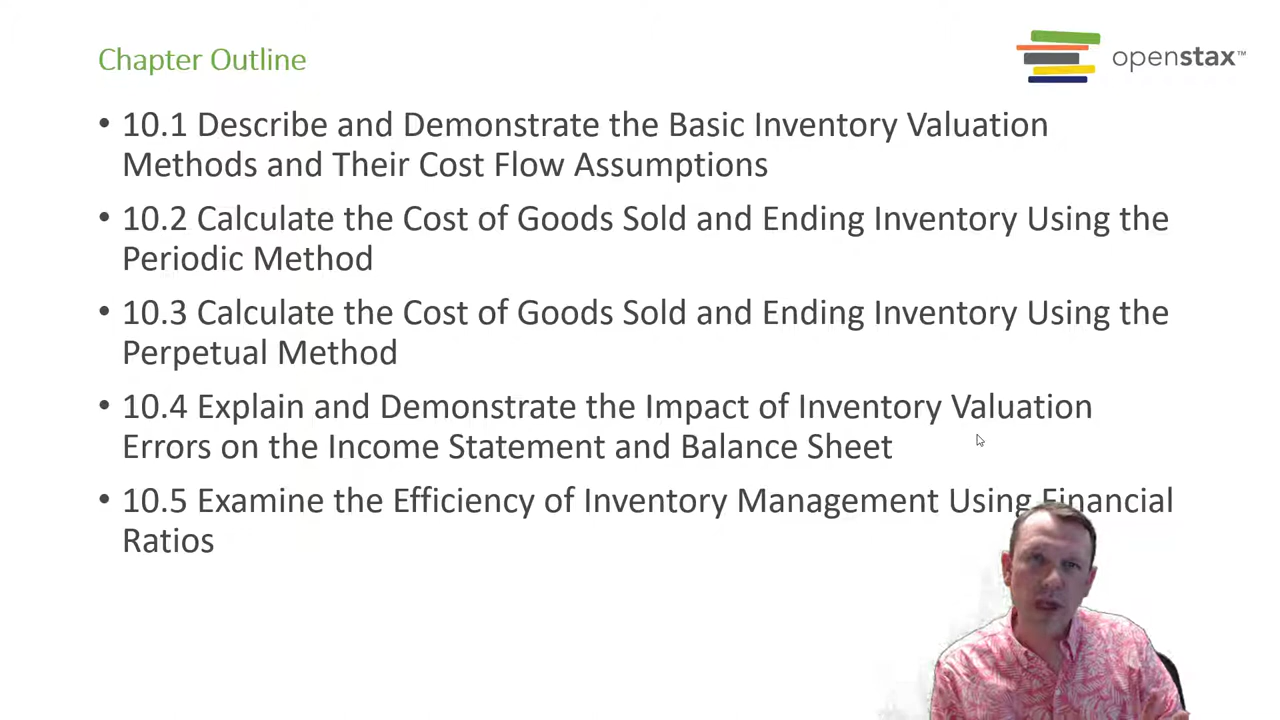 Chapter Outline
openstax™
• 10.1 Describe and Demonstrate the Basic Inventory Valuation
Methods and Their Cost Flow Assumptions
• 10.2 Calculate the Cost of Goods Sold and Ending Inventory Using the
Periodic Method
• 10.3 Calculate the Cost of Goods Sold and Ending Inventory Using the
Perpetual Method
• 10.4 Explain and Demonstrate the Impact of Inventory Valuation
Errors on the Income Statement and Balance Sheet
• 10.5 Examine the Efficiency of Inventory Management Using Financial
Ratios